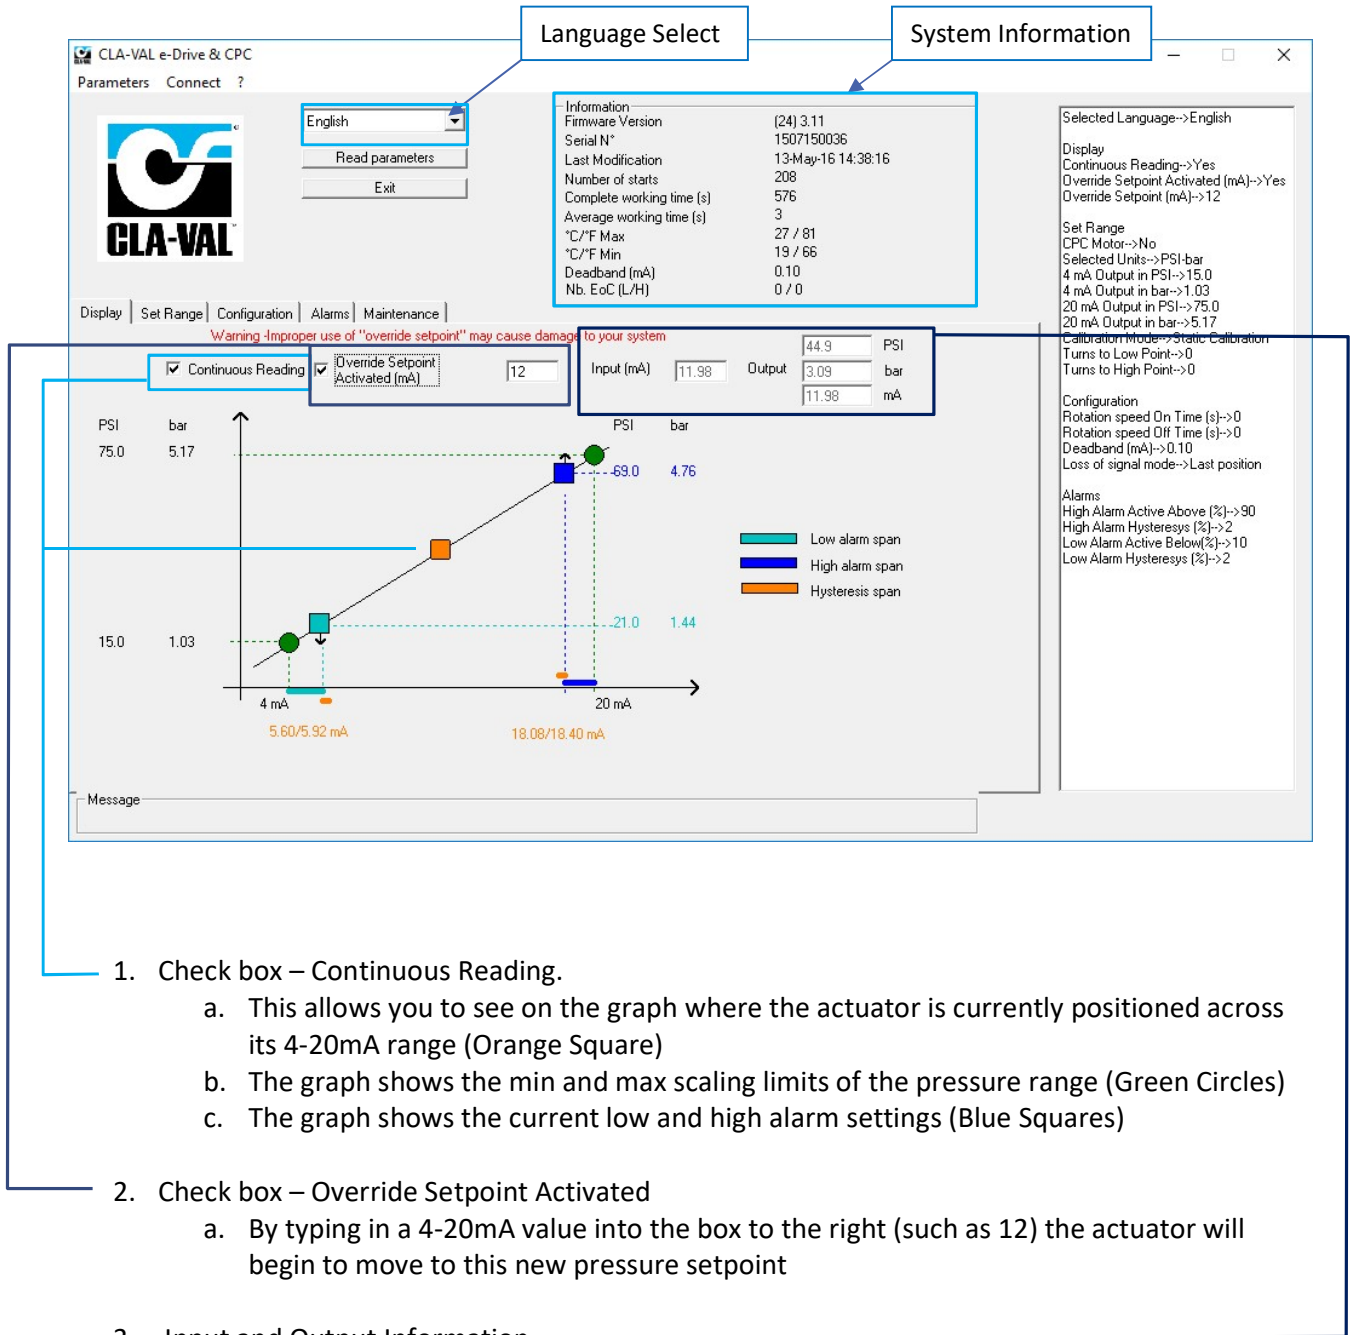 Language Select
System Information
CLA-VAL e-Drive & CPC
Parameters Connect ?
English
Read parameters
Exit
CLA-VAL
Information
Firmware Version (24) 3.11
Serial N° 1507150036
Last Modification 13-May-16 14:38:16
Number of starts 208
Complete working time (s) 576
Average working time (s) 3
°C/°F Max 27 / 81
°C/°F Min 19 / 66
Deadband (mA) 0.10
Nb. EoC (L/H) 0 / 0
Selected Language-->English
Display
Continuous Reading-->Yes
Override Setpoint Activated (mA)-->Yes
Override Setpoint (mA)-->12
Set Range
CPC Motor-->No
Selected Units-->PSI-bar
4 mA Output in PSI-->15.0
4 mA Output in bar-->1.03
20 mA Output in PSI-->75.0
20 mA Output in bar-->5.17
Calibration Mode-->Static Calibration
Turns to Low Point-->0
Turns to High Point-->0
Configuration
Rotation speed On Time (s)-->0
Rotation speed Off Time (s)-->0
Deadband (mA)-->0.10
Loss of signal mode-->Last position
Alarms
High Alarm Active Above (%)-->90
High Alarm Hysteresys (%)-->2
Low Alarm Active Below(%)-->10
Low Alarm Hysteresys (%)-->2
Display Set Range Configuration Alarms Maintenance
Warning -Improper use of "override setpoint" may cause damage to your system
Continuous Reading
Override Setpoint
Activated (mA)
12
Input (mA) 11.98
Output
44.9 PSI
3.09 bar
11.98 mA
PSI bar
75.0 5.17
15.0 1.03
PSI bar
69.0 4.76
21.0 1.44
Low alarm span
High alarm span
Hysteresis span
4 mA
20 mA
5.60/5.92 mA
18.08/18.40 mA
Message
1. Check box – Continuous Reading.
a. This allows you to see on the graph where the actuator is currently positioned across
its 4-20mA range (Orange Square)
b. The graph shows the min and max scaling limits of the pressure range (Green Circles)
c. The graph shows the current low and high alarm settings (Blue Squares)
2. Check box – Override Setpoint Activated
a. By typing in a 4-20mA value into the box to the right (such as 12) the actuator will
begin to move to this new pressure setpoint
3. Input and Output Information